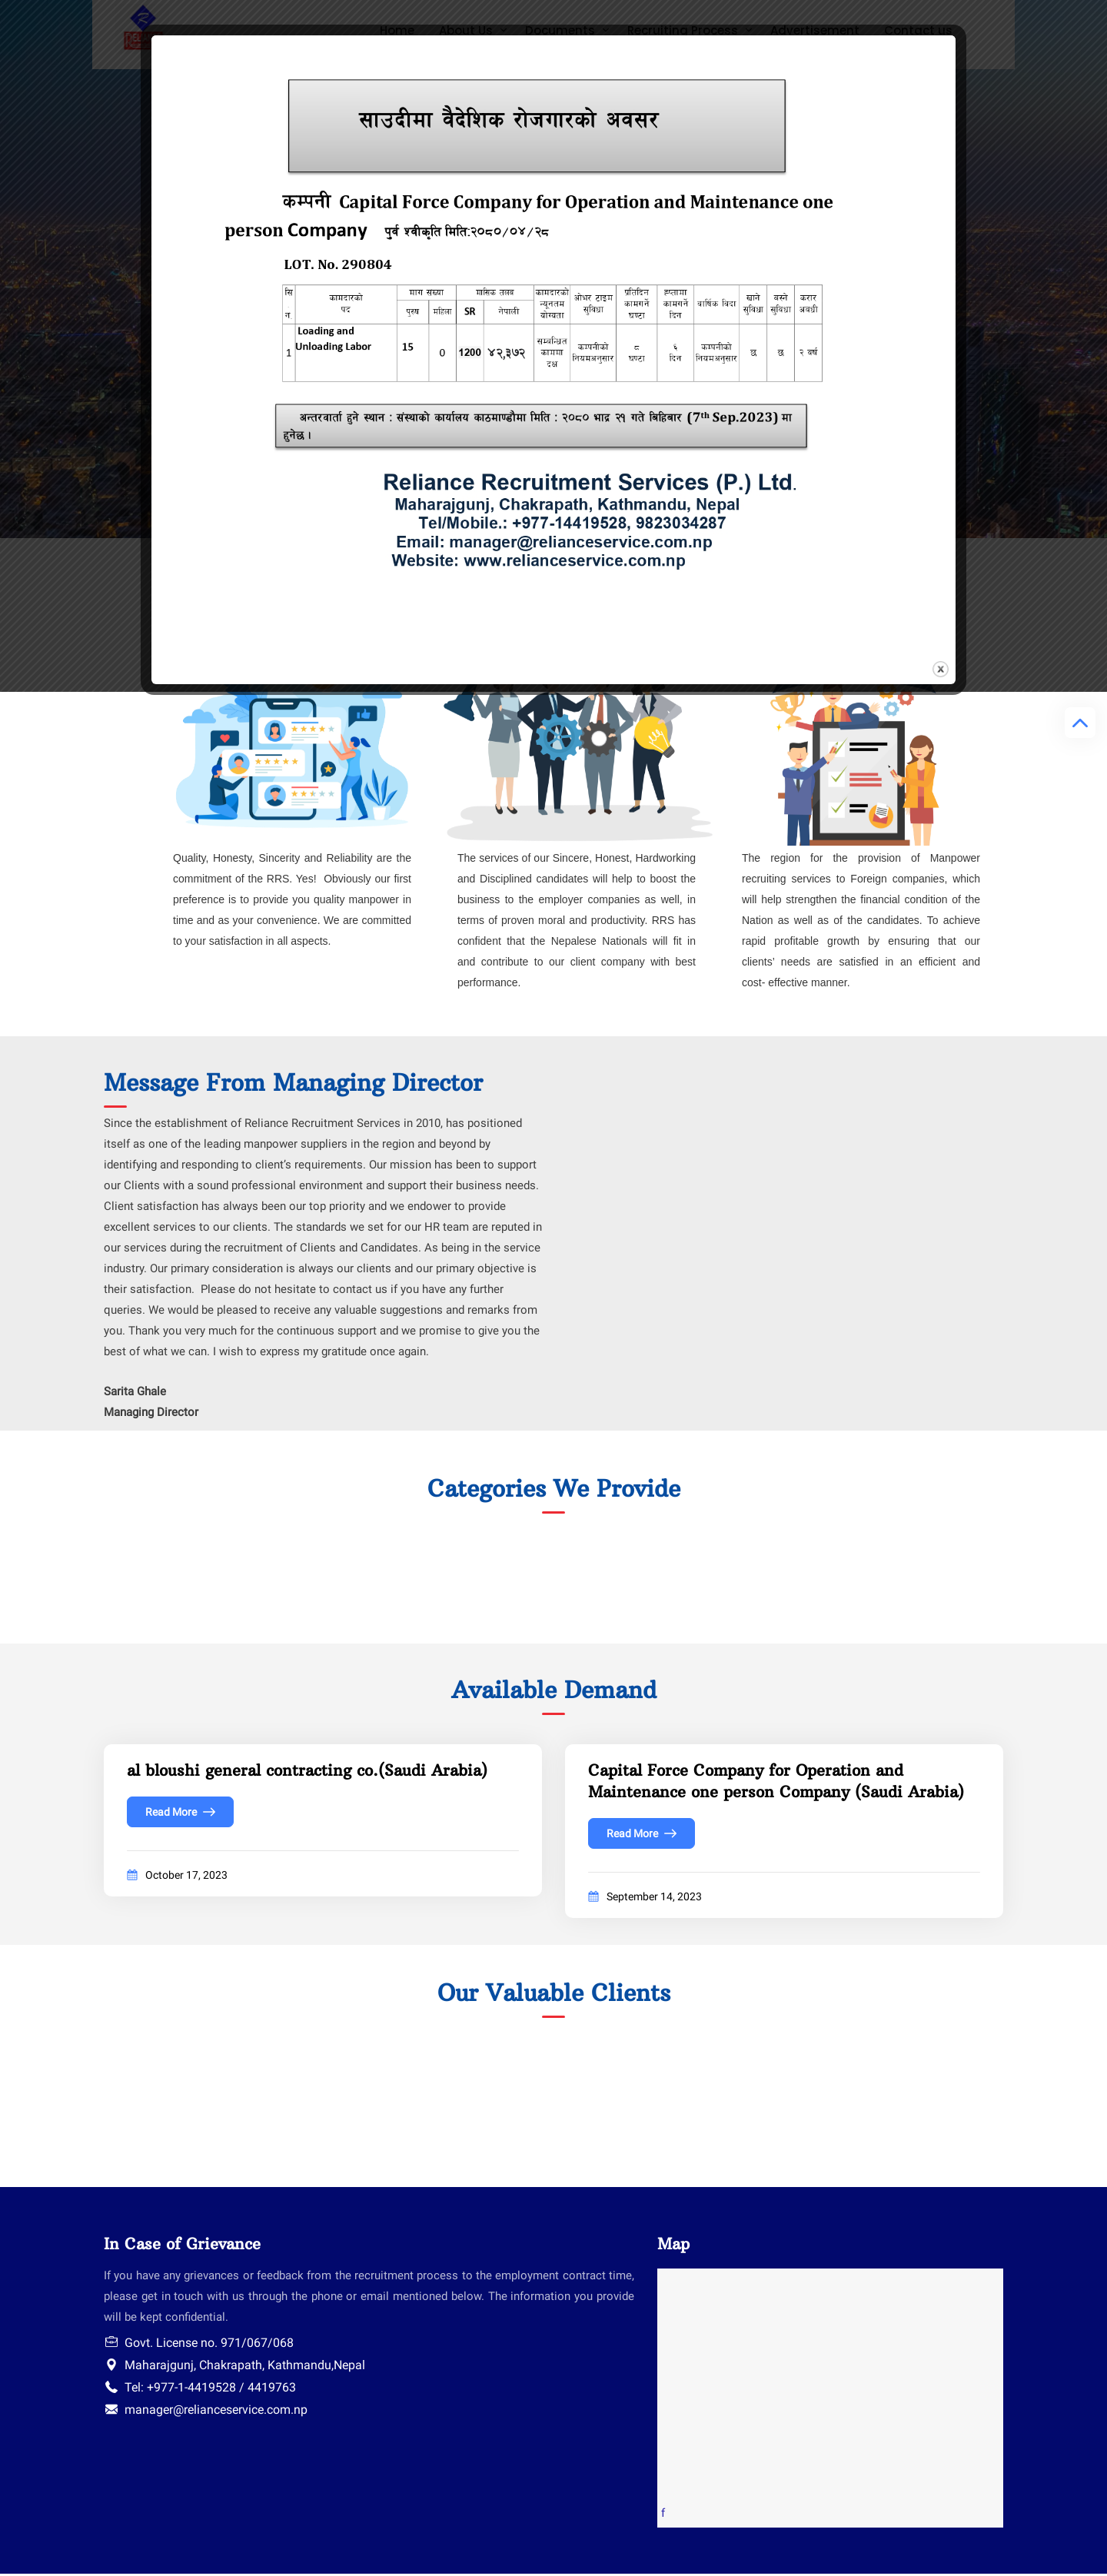 Home About Us Documents Recruiting Process Advertisement Contact us
साउदीमा वैदेशिक रोजगारको अवसर
कम्पनी Capital Force Company for Operation and Maintenance one
person Company पुर्व श्वीकृति मिति:२०८०/०४/२८
LOT. No. 290804
सि न. कामदारको पद माग संख्या पुरुष महिला मासिक तलब SR नेपाली कामदारको न्यूनतम योग्यता ओभर टाइम सुविधा प्रतिदिन कामगर्ने घण्टा हप्तामा कामगर्ने दिन वार्षिक विदा खाने सुविधा वस्ने सुविधा करार अवधी
1 Loading and Unloading Labor 15 0 1200 ४२,३७२ सम्वन्धित काममा दक्ष कम्पनीको नियमअनुसार ८ घण्टा ६ दिन कम्पनीको नियमअनुसार छ छ २ वर्ष
अन्तरवार्ता हुने स्थान : संस्थाको कार्यालय काठमाण्डौमा मिति : २०८० भाद्र २१ गते बिहिबार (7th Sep.2023) मा
हुनेछ ।
Reliance Recruitment Services (P.) Ltd.
Maharajgunj, Chakrapath, Kathmandu, Nepal
Tel/Mobile.: +977-14419528, 9823034287
Email: manager@relianceservice.com.np
Website: www.relianceservice.com.np
Quality, Honesty, Sincerity and Reliability are the
commitment of the RRS. Yes! Obviously our first
preference is to provide you quality manpower in
time and as your convenience. We are committed
to your satisfaction in all aspects.
The services of our Sincere, Honest, Hardworking
and Disciplined candidates will help to boost the
business to the employer companies as well, in
terms of proven moral and productivity. RRS has
confident that the Nepalese Nationals will fit in
and contribute to our client company with best
performance.
The region for the provision of Manpower
recruiting services to Foreign companies, which
will help strengthen the financial condition of the
Nation as well as of the candidates. To achieve
rapid profitable growth by ensuring that our
clients' needs are satisfied in an efficient and
cost- effective manner.
Message From Managing Director
Since the establishment of Reliance Recruitment Services in 2010, has positioned
itself as one of the leading manpower suppliers in the region and beyond by
identifying and responding to client's requirements. Our mission has been to support
our Clients with a sound professional environment and support their business needs.
Client satisfaction has always been our top priority and we endower to provide
excellent services to our clients. The standards we set for our HR team are reputed in
our services during the recruitment of Clients and Candidates. As being in the service
industry. Our primary consideration is always our clients and our primary objective is
their satisfaction. Please do not hesitate to contact us if you have any further
queries. We would be pleased to receive any valuable suggestions and remarks from
you. Thank you very much for the continuous support and we promise to give you the
best of what we can. I wish to express my gratitude once again.
Sarita Ghale
Managing Director
Categories We Provide
Available Demand
al bloushi general contracting co.(Saudi Arabia)
Read More
October 17, 2023
Capital Force Company for Operation and
Maintenance one person Company (Saudi Arabia)
Read More
September 14, 2023
Our Valuable Clients
In Case of Grievance
If you have any grievances or feedback from the recruitment process to the employment contract time,
please get in touch with us through the phone or email mentioned below. The information you provide
will be kept confidential.
Govt. License no. 971/067/068
Maharajgunj, Chakrapath, Kathmandu,Nepal
Tel: +977-1-4419528 / 4419763
manager@relianceservice.com.np
Map
f